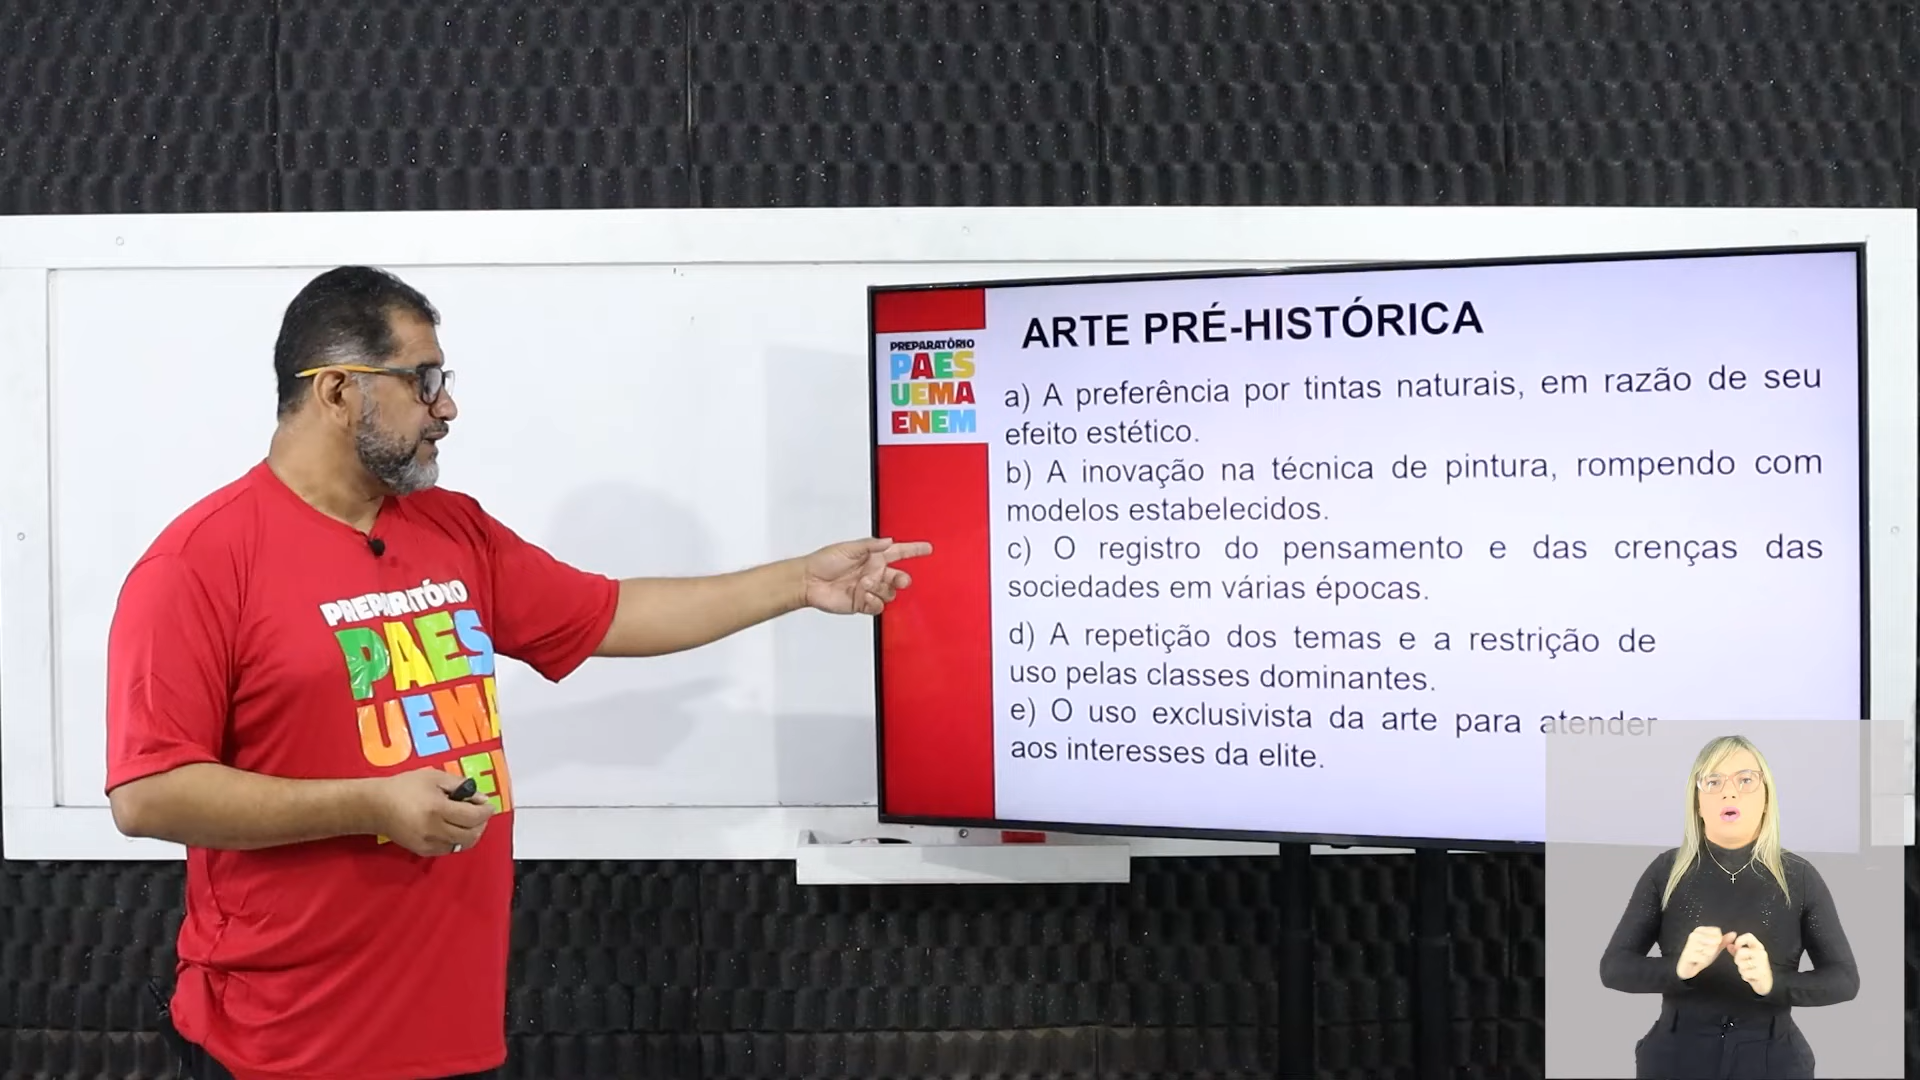 PREPARATÓRIO
PAES
UEMA
PREPARATÓRIO
PAES
UEMA
ENEM
ARTE PRÉ-HISTÓRICA
a) A preferência por tintas naturais, em razão de seu
efeito estético.
b) A inovação na técnica de pintura, rompendo com
modelos estabelecidos.
c) O registro do pensamento e das crenças das
sociedades em várias épocas.
d) A repetição dos temas e a restrição de
uso pelas classes dominantes.
e) O uso exclusivista da arte para atender
aos interesses da elite.